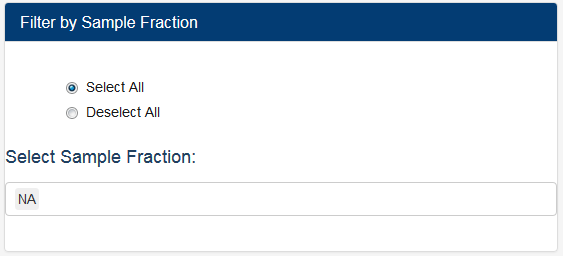 Filter by Sample Fraction
Select All
Deselect All
Select Sample Fraction:
NA